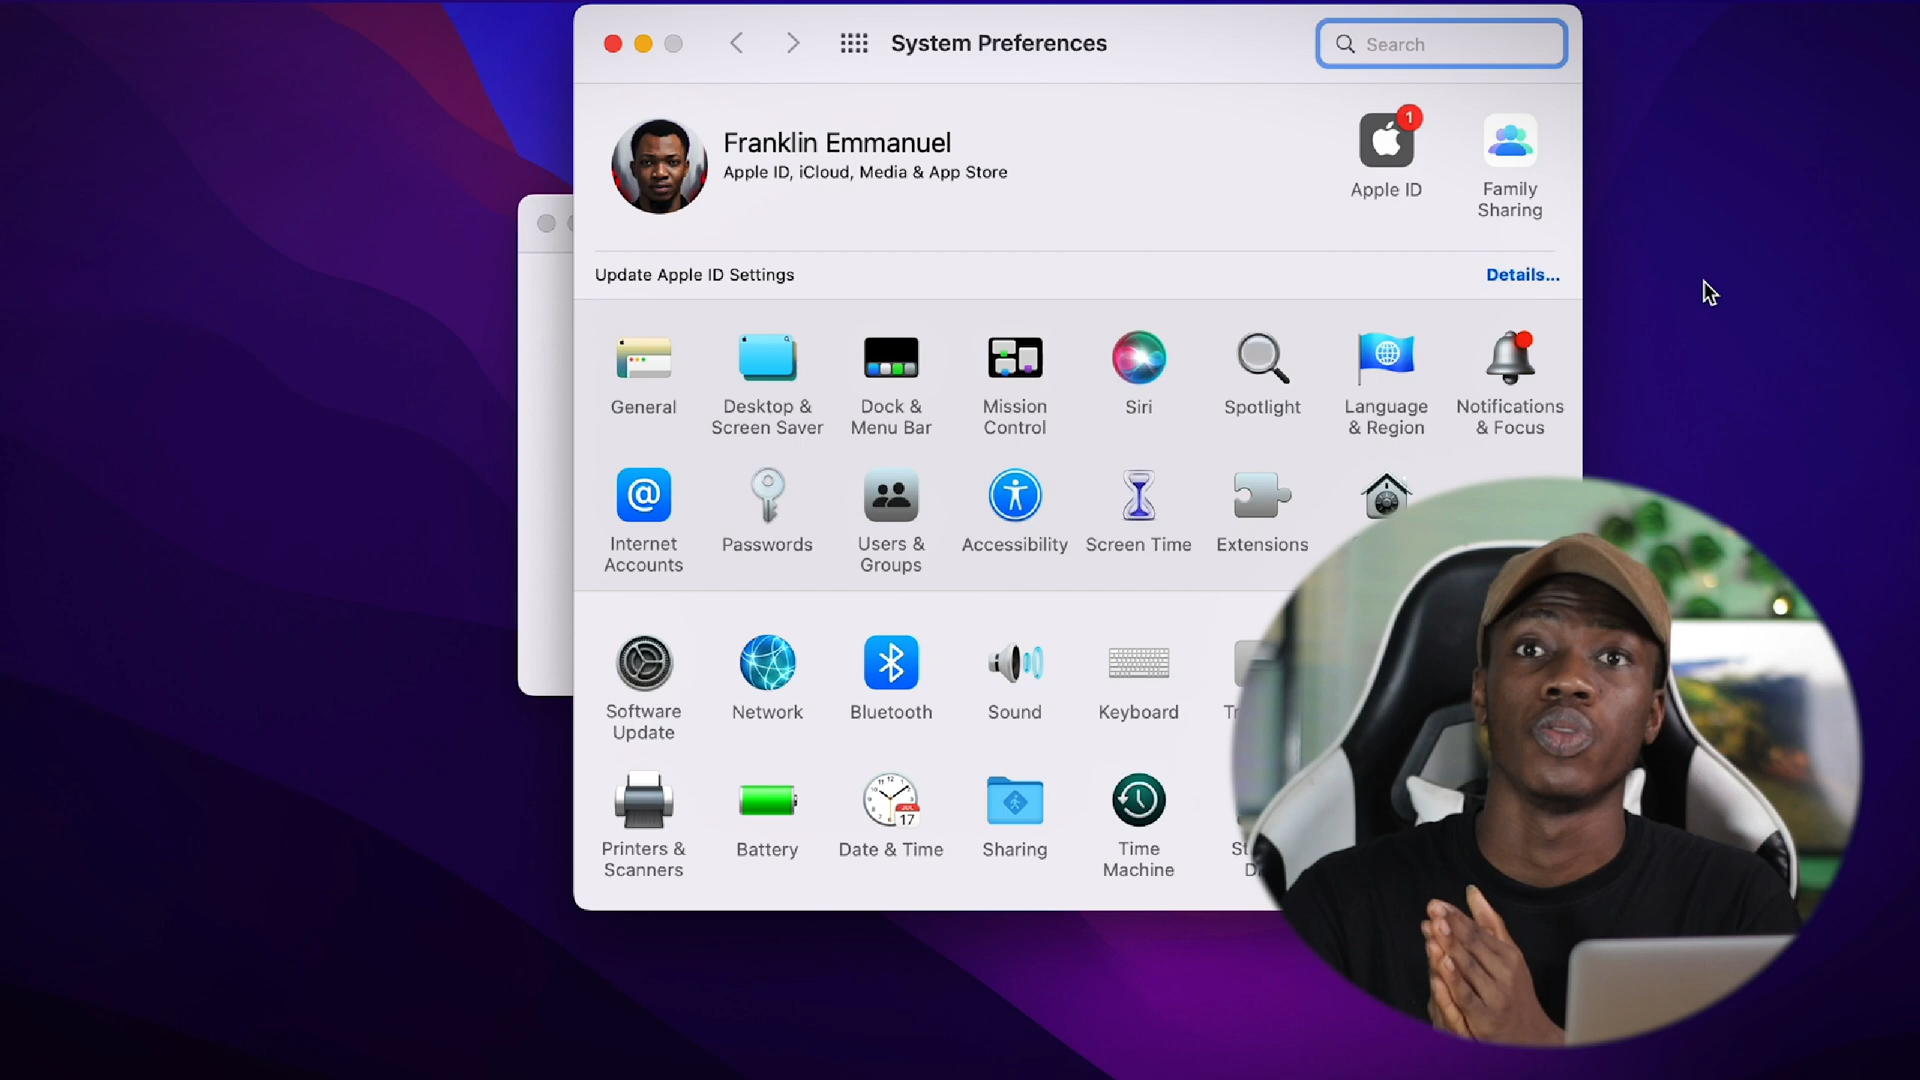 System Preferences
Search
Franklin Emmanuel
Apple ID, iCloud, Media & App Store
1
Apple ID
Family
Sharing
Update Apple ID Settings
Details...
General
Desktop &
Screen Saver
Dock &
Menu Bar
Mission
Control
Siri
Spotlight
Language
& Region
Notifications
& Focus
Internet
Accounts
Passwords
Users &
Groups
Accessibility
Screen Time
Extensions
Software
Update
Network
Bluetooth
Sound
Keyboard
Printers &
Scanners
Battery
JUL
17
Date & Time
Sharing
Time
Machine